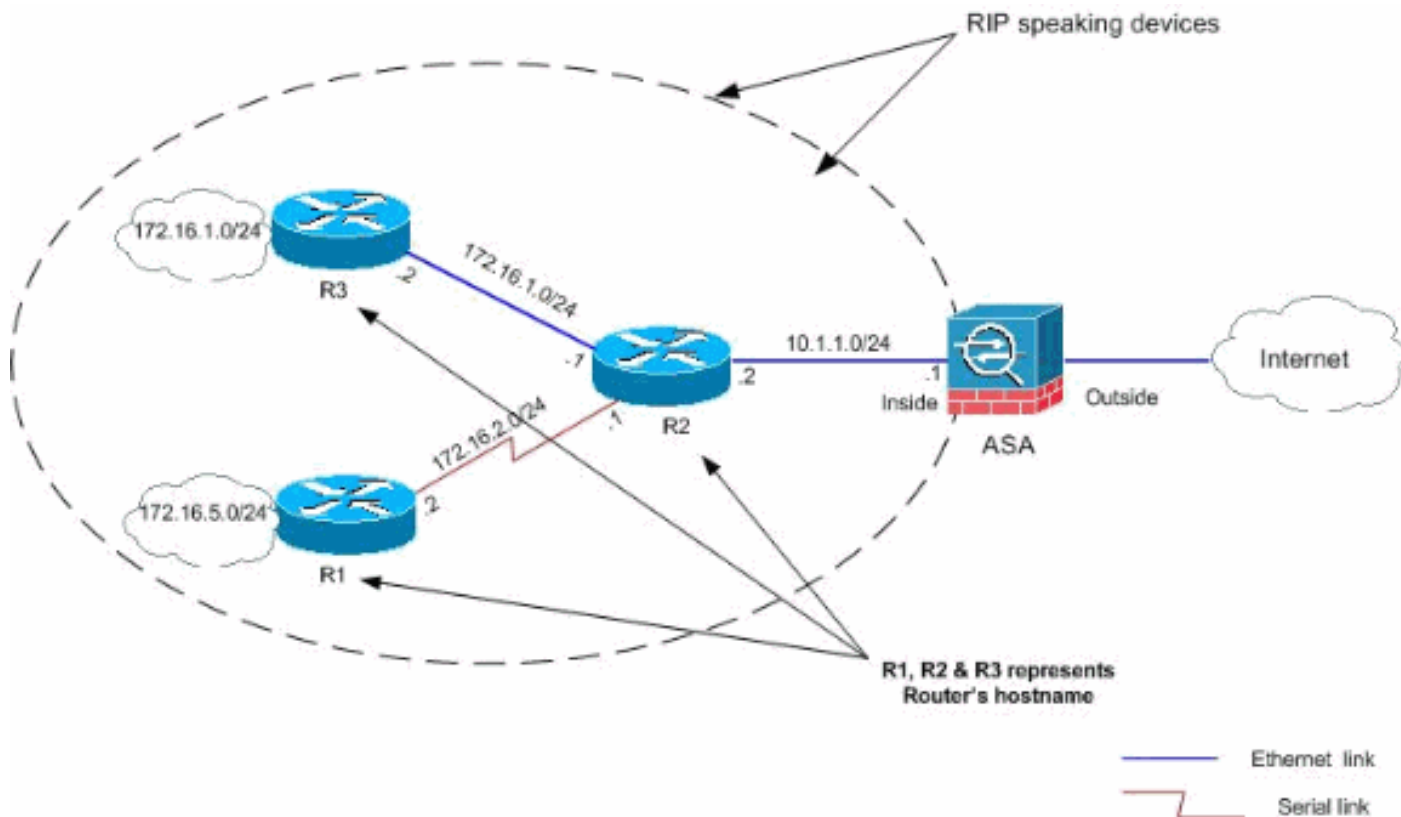 RIP speaking devices
172.16.1.0/24
R3
.2
172.16.1.0/24
.1
R2
.2
10.1.1.0/24
.1
Inside
Outside
ASA
Internet
172.16.2.0/24
.1
.2
172.16.5.0/24
R1
R1, R2 & R3 represents
Router's hostname
Ethernet link
Serial link